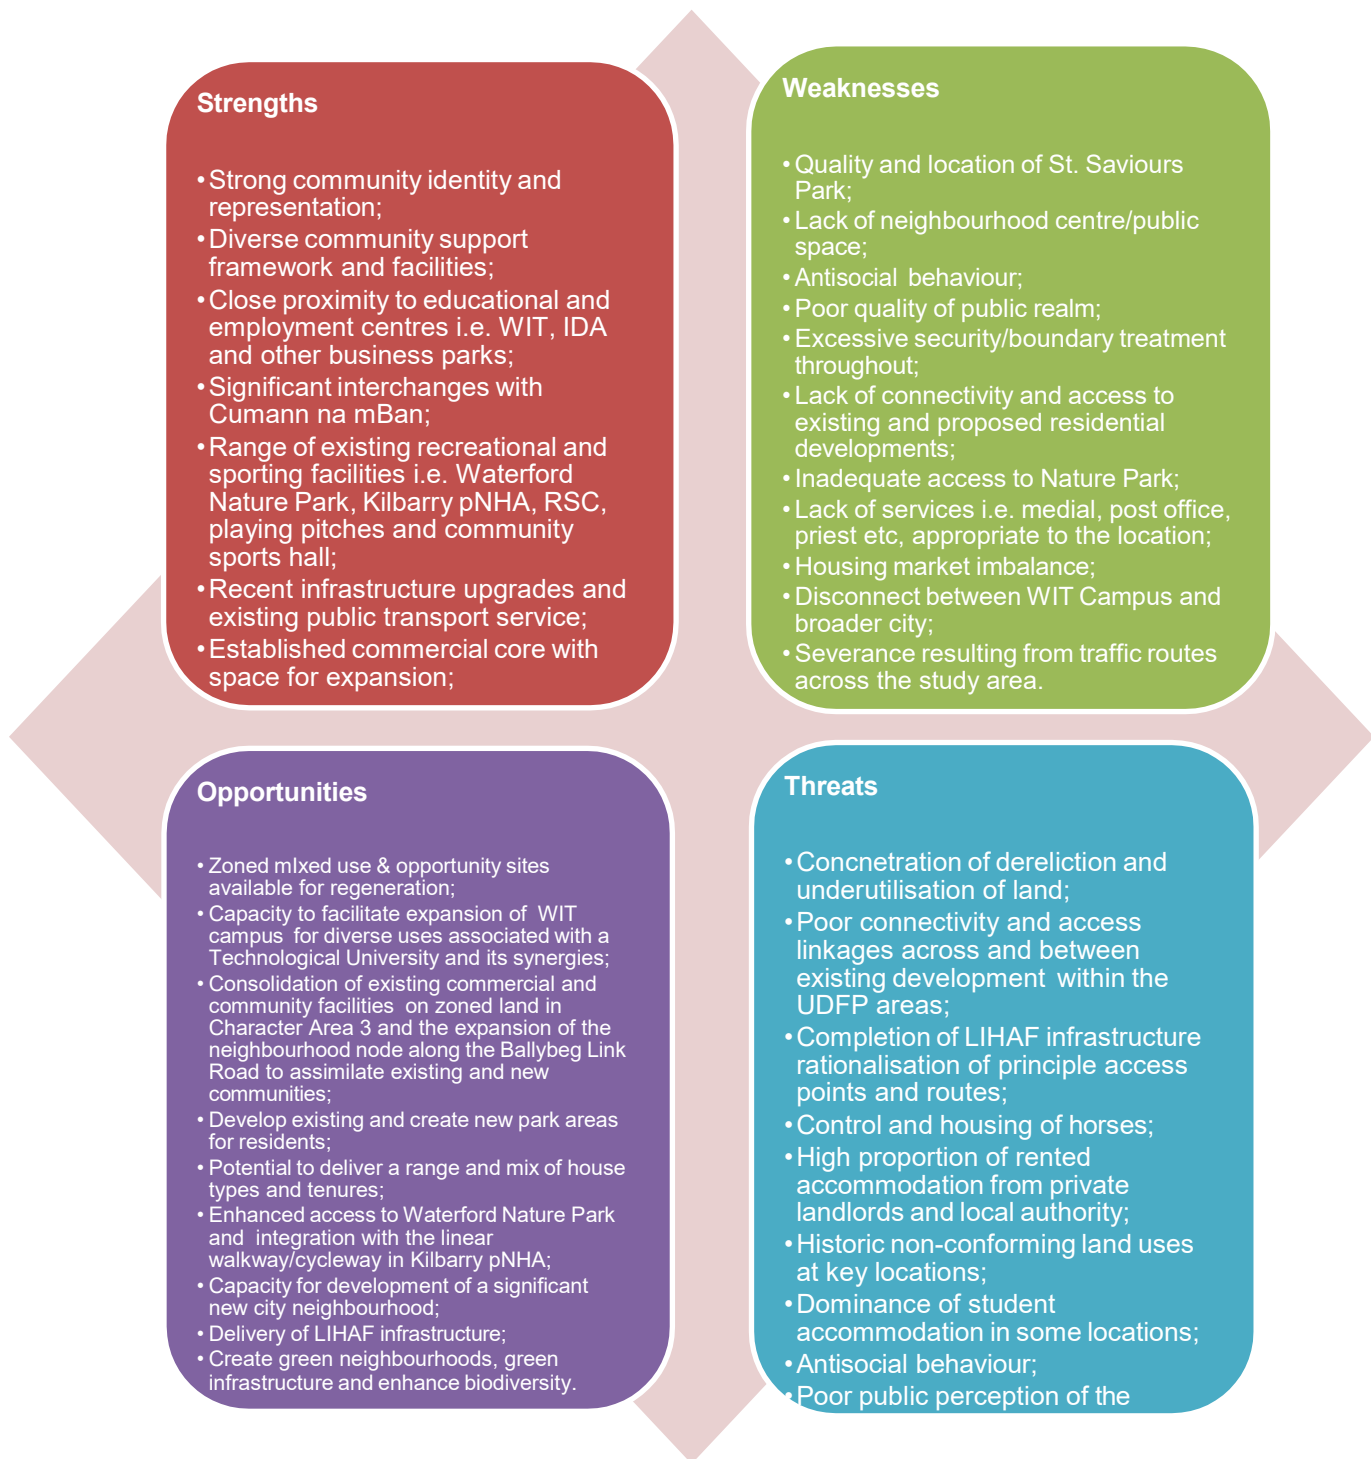 Strengths
• Strong community identity and
representation;
• Diverse community support
framework and facilities;
• Close proximity to educational and
employment centres i.e. WIT, IDA
and other business parks;
• Significant interchanges with
Cumann na mBan;
• Range of existing recreational and
sporting facilities i.e. Waterford
Nature Park, Kilbarry pNHA, RSC,
playing pitches and community
sports hall;
• Recent infrastructure upgrades and
existing public transport service;
• Established commercial core with
space for expansion;
Weaknesses
• Quality and location of St. Saviours
Park;
• Lack of neighbourhood centre/public
space;
• Antisocial behaviour;
• Poor quality of public realm;
• Excessive security/boundary treatment
throughout;
• Lack of connectivity and access to
existing and proposed residential
developments;
• Inadequate access to Nature Park;
• Lack of services i.e. medial, post office,
priest etc, appropriate to the location;
• Housing market imbalance;
• Disconnect between WIT Campus and
broader city;
• Severance resulting from traffic routes
across the study area.
Opportunities
• Zoned mIxed use & opportunity sites
available for regeneration;
• Capacity to facilitate expansion of WIT
campus for diverse uses associated with a
Technological University and its synergies;
• Consolidation of existing commercial and
community facilities on zoned land in
Character Area 3 and the expansion of the
neighbourhood node along the Ballybeg Link
Road to assimilate existing and new
communities;
• Develop existing and create new park areas
for residents;
• Potential to deliver a range and mix of house
types and tenures;
• Enhanced access to Waterford Nature Park
and integration with the linear
walkway/cycleway in Kilbarry pNHA;
• Capacity for development of a significant
new city neighbourhood;
• Delivery of LIHAF infrastructure;
• Create green neighbourhoods, green
infrastructure and enhance biodiversity.
Threats
• Concnetration of dereliction and
underutilisation of land;
• Poor connectivity and access
linkages across and between
existing development within the
UDFP areas;
• Completion of LIHAF infrastructure
rationalisation of principle access
points and routes;
• Control and housing of horses;
• High proportion of rented
accommodation from private
landlords and local authority;
• Historic non-conforming land uses
at key locations;
• Dominance of student
accommodation in some locations;
• Antisocial behaviour;
• Poor public perception of the